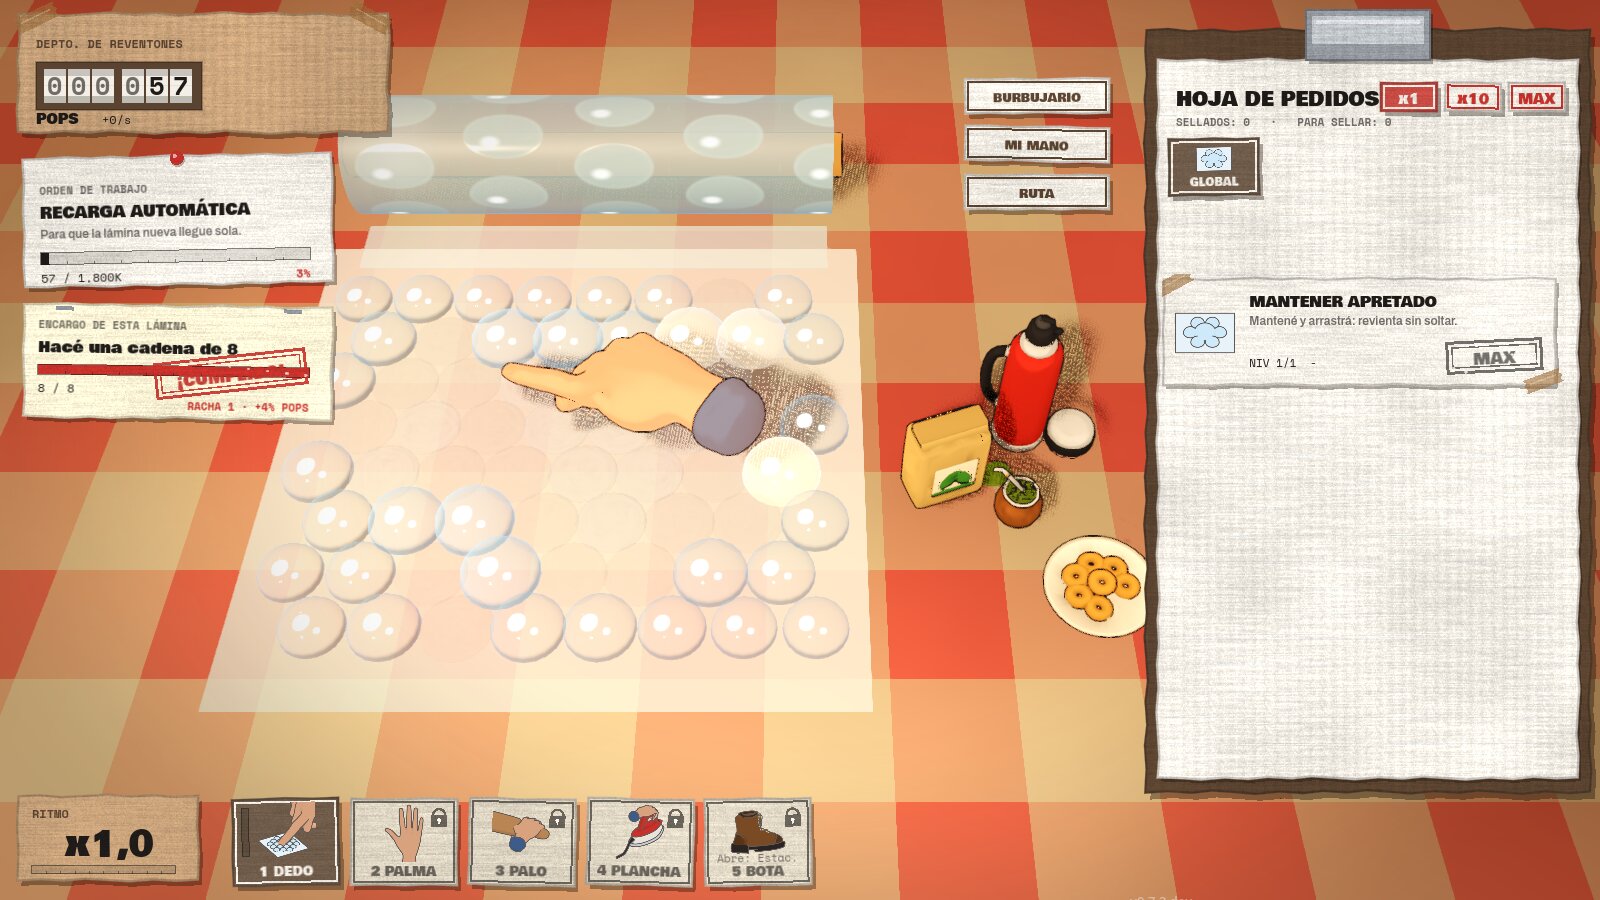 DEPTO. DE REVENTONES
000057
POPS +0/s
ORDEN DE TRABAJO
RECARGA AUTOMÁTICA
Para que la lámina nueva llegue sola.
57 / 1.800K 3%
ENCARGO DE ESTA LÁMINA
Hacé una cadena de 8
8 / 8
RACHA 1 · +4% POPS
BURBUJARIO
MI MANO
RUTA
HOJA DE PEDIDOS x1 x10 MAX
SELLADOS: 0 · PARA SELLAR: 0
GLOBAL
MANTENER APRETADO
Mantené y arrastrá: revienta sin soltar.
NIV 1/1 - MAX
RITMO
x1,0
1 DEDO
2 PALMA
3 PALO
4 PLANCHA
Abre: Estac.
5 BOTA